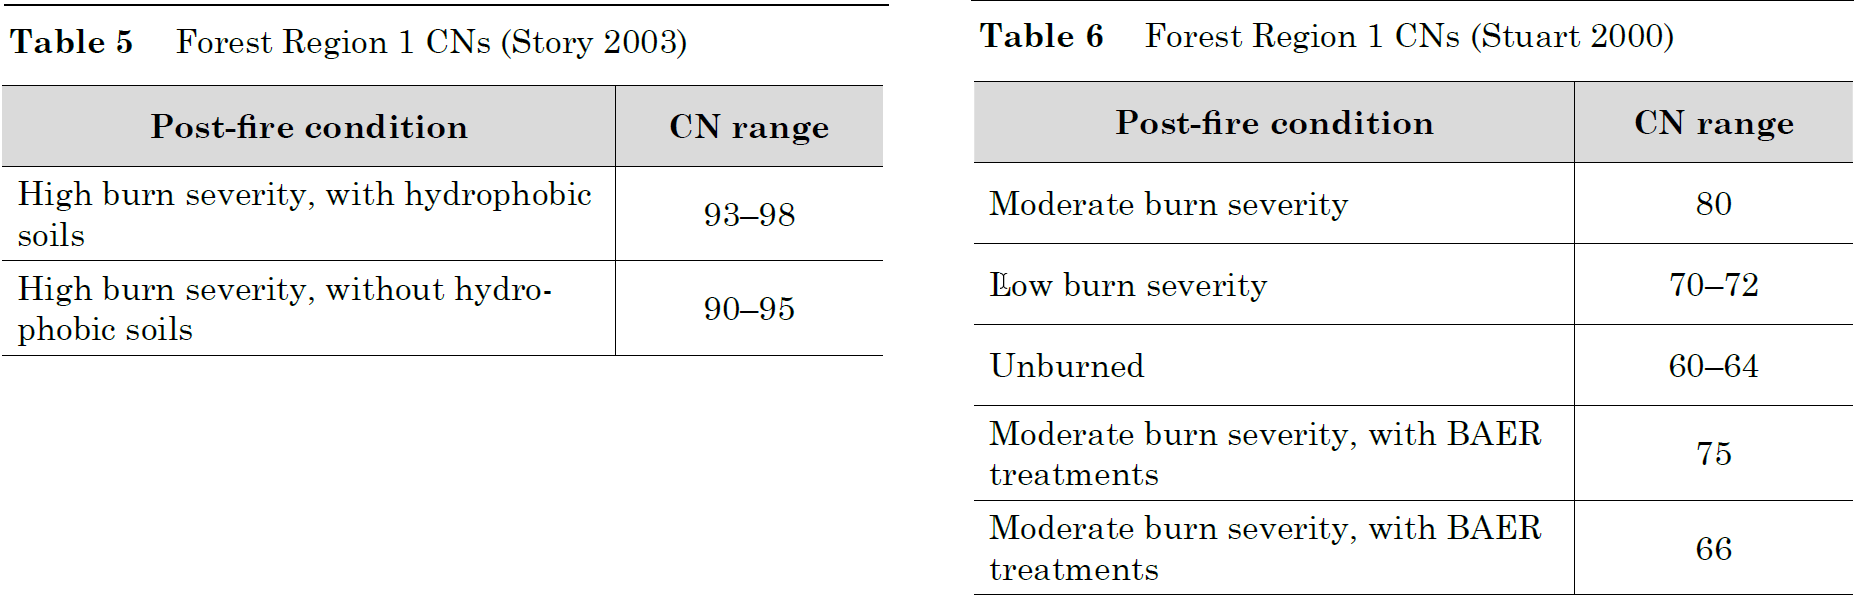 Table 5 Forest Region 1 CNs (Story 2003)
Post-fire condition CN range
High burn severity, with hydrophobic
soils
93–98
High burn severity, without hydro-
phobic soils
90–95
Table 6 Forest Region 1 CNs (Stuart 2000)
Post-fire condition CN range
Moderate burn severity 80
Low burn severity 70–72
Unburned 60–64
Moderate burn severity, with BAER
treatments
75
Moderate burn severity, with BAER
treatments
66